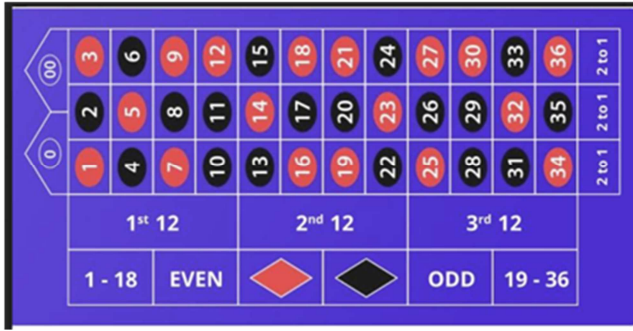 00 3 6 9 12 15 18 21 24 27 30 33 36 2 to 1
2 5 8 11 14 17 20 23 26 29 32 35 2 to 1
0 1 4 7 10 13 16 19 22 25 28 31 34 2 to 1
1st 12 2nd 12 3rd 12
1 - 18 EVEN ODD 19 - 36